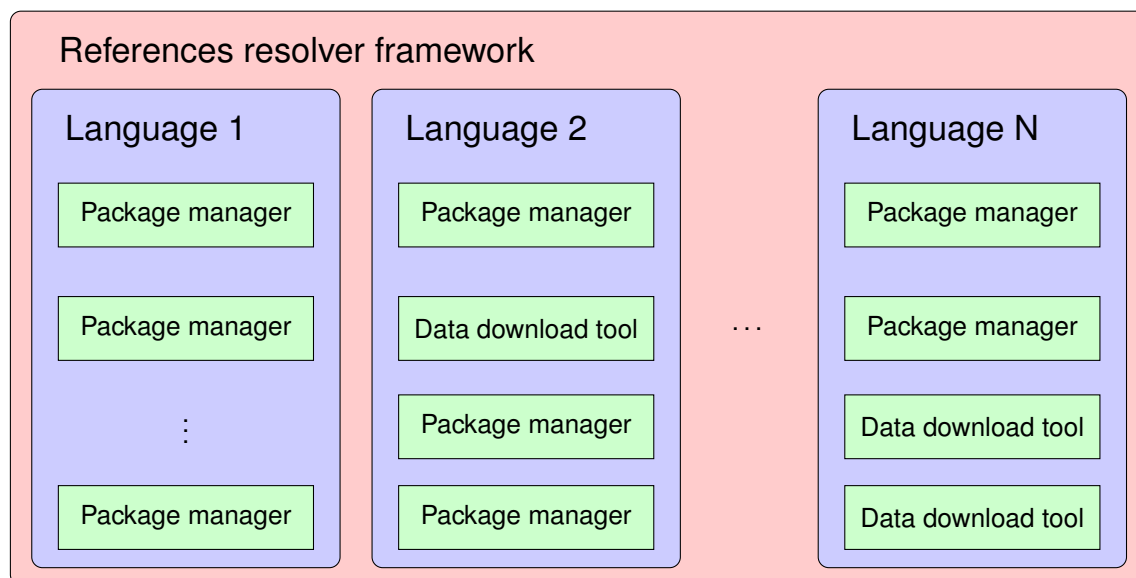 References resolver framework
Language 1
Package manager
Package manager
⋮
Package manager
Language 2
Package manager
Data download tool
Package manager
Package manager
...
Language N
Package manager
Package manager
Data download tool
Data download tool